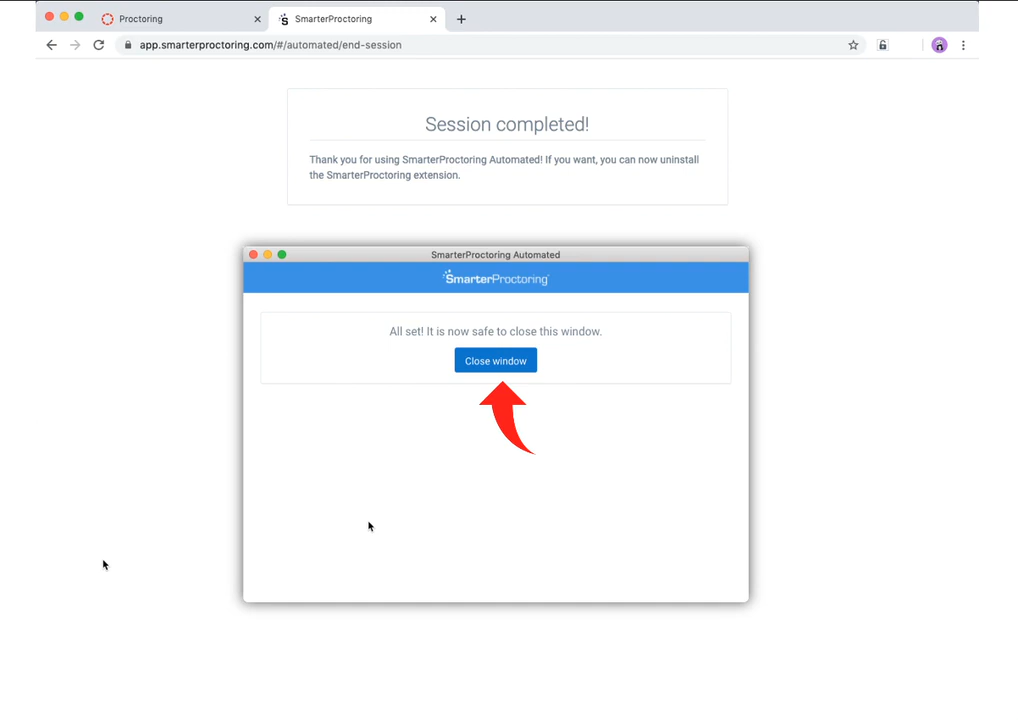 Proctoring
SmarterProctoring
app.smarterproctoring.com/#/automated/end-session
Session completed!
Thank you for using SmarterProctoring Automated! If you want, you can now uninstall
the SmarterProctoring extension.
SmarterProctoring Automated
SmarterProctoring
All set! It is now safe to close this window.
Close window